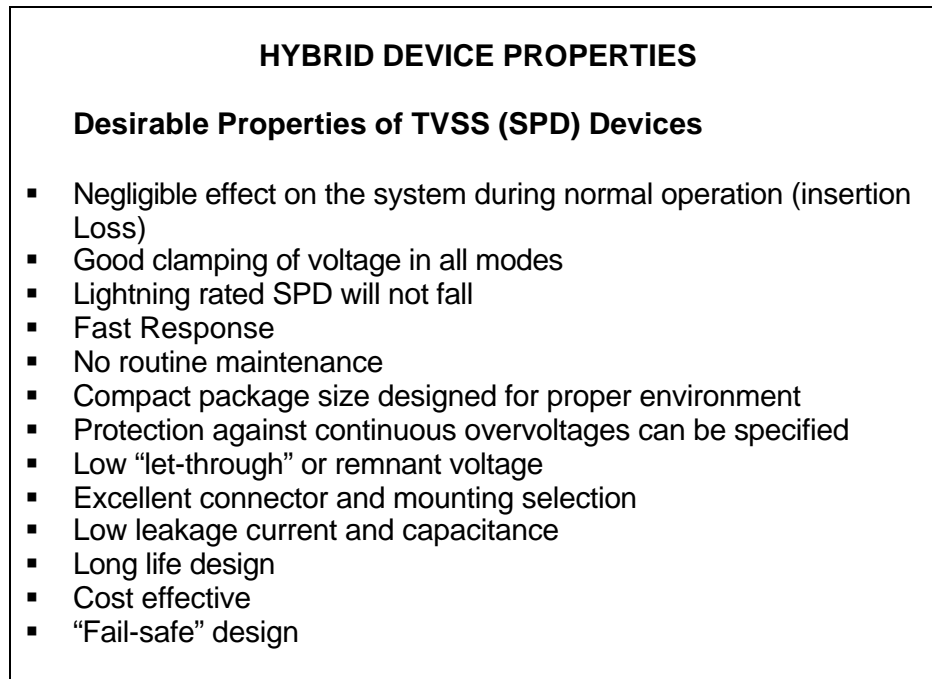 HYBRID DEVICE PROPERTIES
Desirable Properties of TVSS (SPD) Devices
▪ Negligible effect on the system during normal operation (insertion
Loss)
▪ Good clamping of voltage in all modes
▪ Lightning rated SPD will not fall
▪ Fast Response
▪ No routine maintenance
▪ Compact package size designed for proper environment
▪ Protection against continuous overvoltages can be specified
▪ Low “let-through” or remnant voltage
▪ Excellent connector and mounting selection
▪ Low leakage current and capacitance
▪ Long life design
▪ Cost effective
▪ “Fail-safe” design